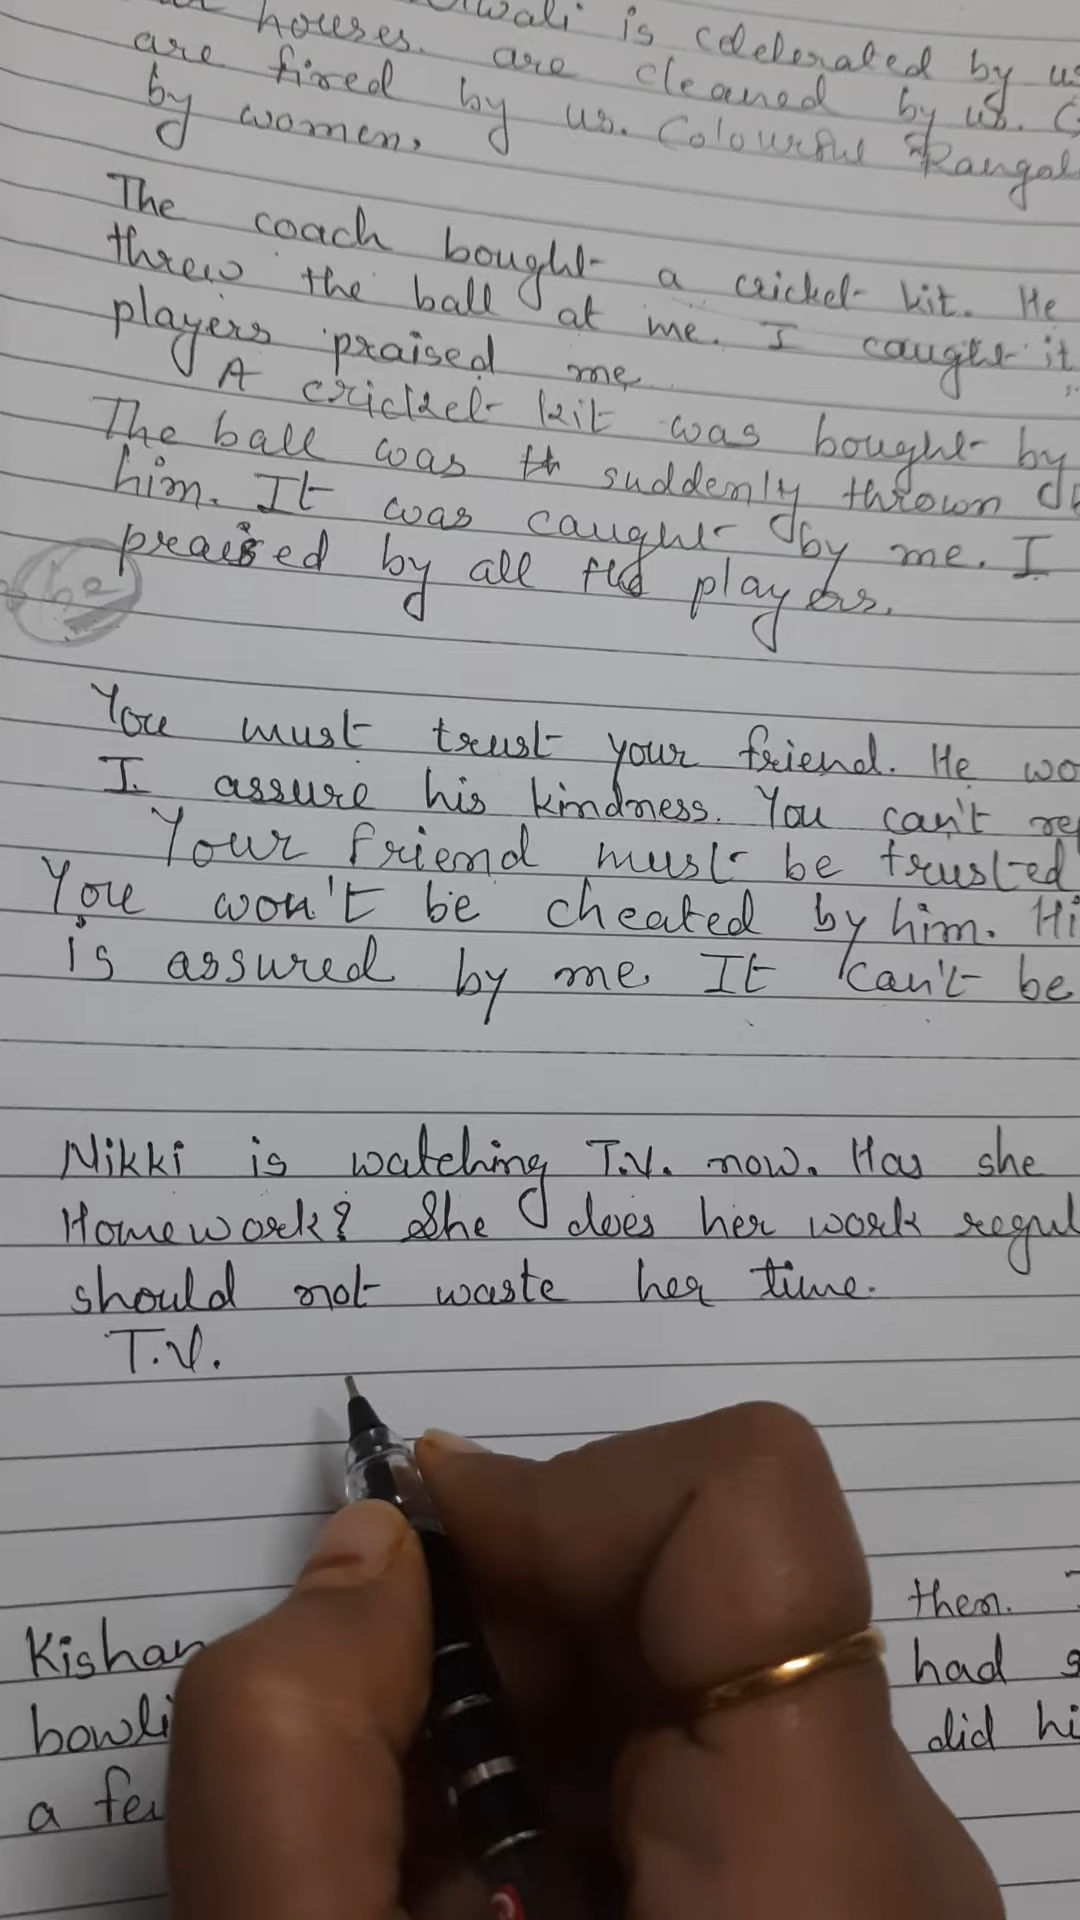 houses. Diwali is celebrated by us
are fired are cleaned by us.
by women. by us. Colourful Rangol
The coach bought a cricket kit. He
threw the ball at me. I caught it
players praised me
A cricket kit was bought by
The ball was th suddenly thrown
him. It was caught by me. I
praised by all the players.
You must trust your friend. He wo
I assure his kindness. You can't rep
Your friend must be trusted
You won't be cheated by him. Hi
is assured by me. It can't be
Nikki is watching T.V. now. Has she
Homework? She does her work regul
should not waste her time.
T.V.
then.
Kishan had s
bowli did hi
a fe